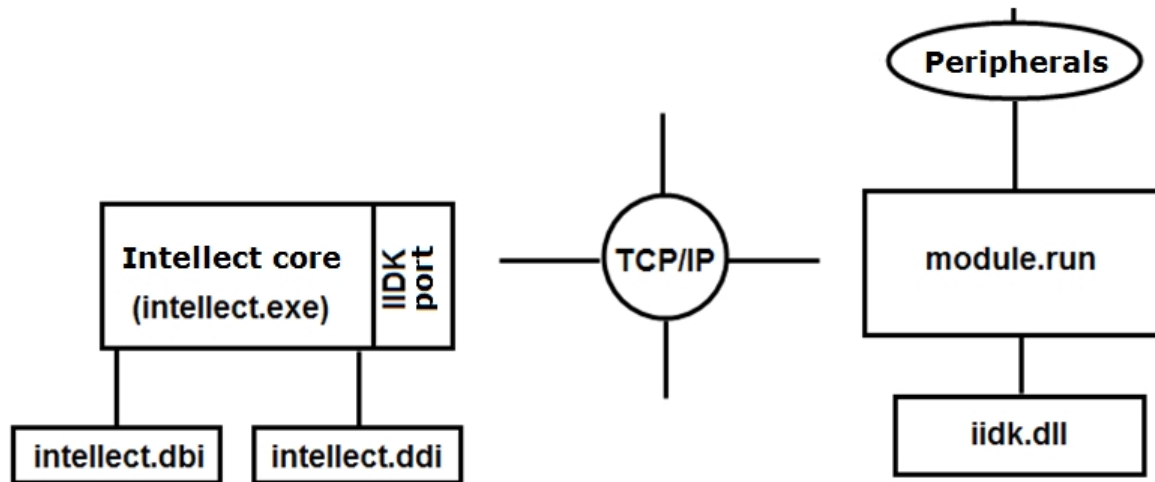 Peripherals
Intellect core
(intellect.exe)
IIDK
port
TCP/IP
module.run
intellect.dbi
intellect.ddi
iidk.dll